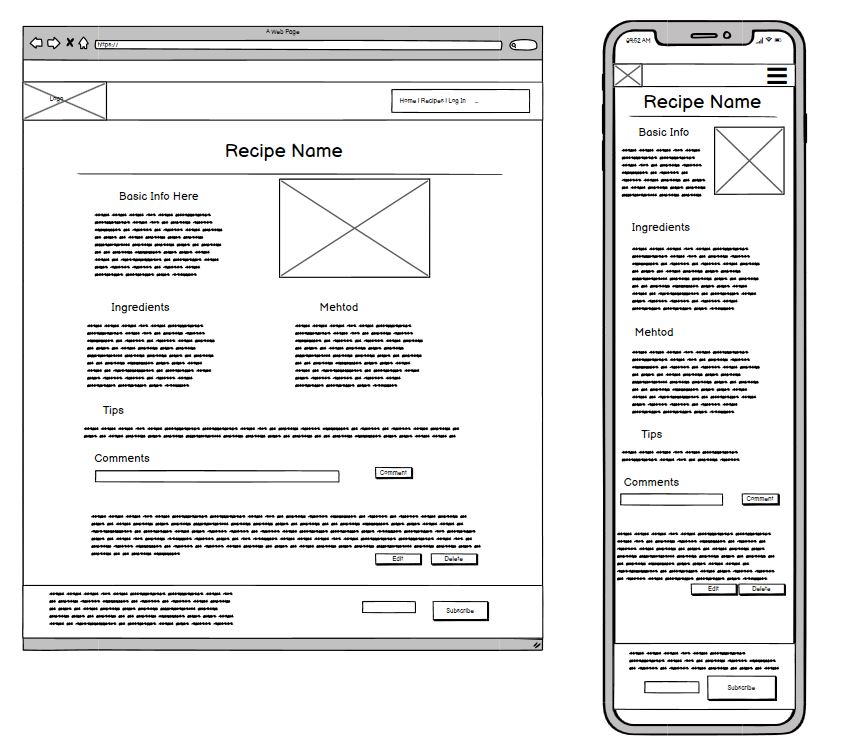 A Web Page
https://
Logo
Home | Recipes | Log In
Recipe Name
Basic Info Here
Ingredients
Mehtod
Tips
Comments
Comment
Edit
Delete
Subscribe
09:52 AM
Recipe Name
Basic Info
Ingredients
Mehtod
Tips
Comments
Comment
Edit
Delete
Subscribe